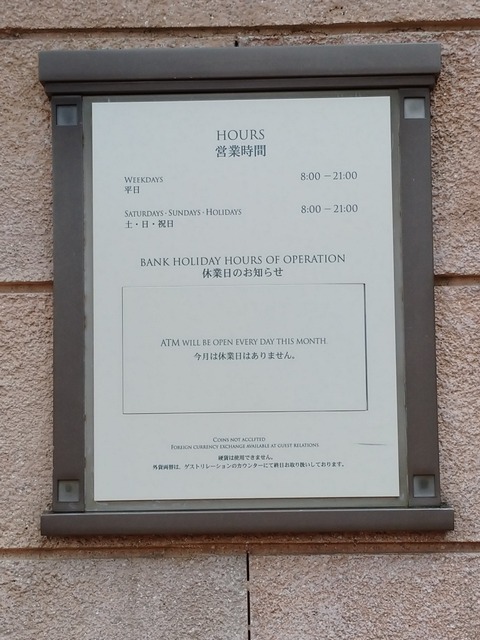 HOURS
営業時間
WEEKDAYS 8:00 － 21:00
平日
SATURDAYS · SUNDAYS · HOLIDAYS 8:00 － 21:00
土・日・祝日
BANK HOLIDAY HOURS OF OPERATION
休業日のお知らせ
ATM WILL BE OPEN EVERY DAY THIS MONTH.
今月は休業日はありません。
COINS NOT ACCEPTED
FOREIGN CURRENCY EXCHANGE AVAILABLE AT GUEST RELATIONS
硬貨は使用できません。
外貨両替は、ゲストリレーションのカウンターにて終日お取り扱いしております。